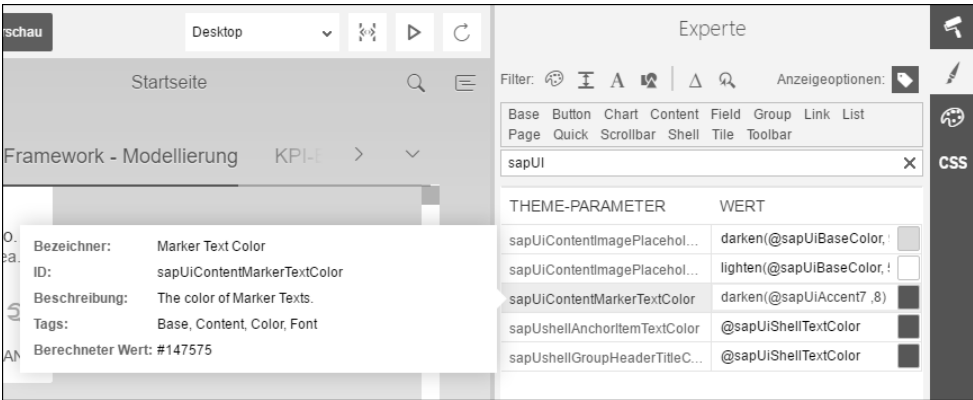 rschau
Desktop
Startseite
Framework - Modellierung
KPI-
o.
ea.
AN
Bezeichner: Marker Text Color
ID: sapUiContentMarkerTextColor
Beschreibung: The color of Marker Texts.
Tags: Base, Content, Color, Font
Berechneter Wert: #147575
Experte
Filter: A Anzeigeoptionen:
Base Button Chart Content Field Group Link List
Page Quick Scrollbar Shell Tile Toolbar
sapUI
CSS
THEME-PARAMETER WERT
sapUiContentImagePlacehol... darken(@sapUiBaseColor,
sapUiContentImagePlacehol... lighten(@sapUiBaseColor,
sapUiContentMarkerTextColor darken(@sapUiAccent7 ,8)
sapUshellAnchorItemTextColor @sapUiShellTextColor
sapUshellGroupHeaderTitleC... @sapUiShellTextColor